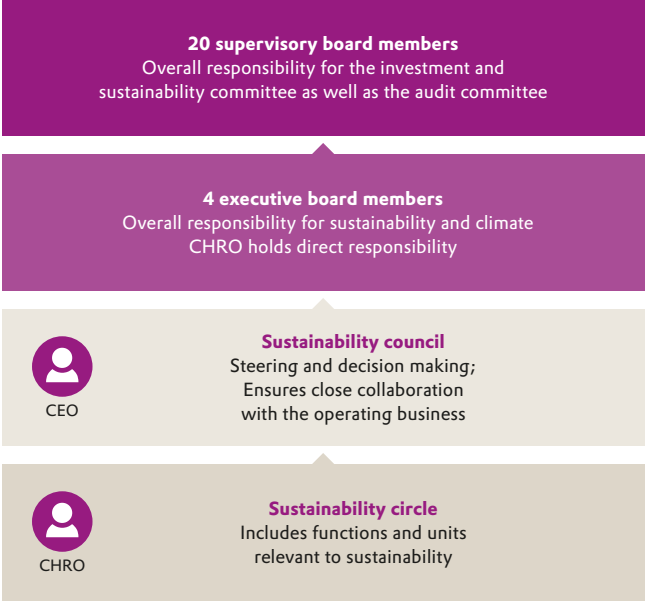 20 supervisory board members
Overall responsibility for the investment and
sustainability committee as well as the audit committee
4 executive board members
Overall responsibility for sustainability and climate
CHRO holds direct responsibility
CEO
Sustainability council
Steering and decision making;
Ensures close collaboration
with the operating business
CHRO
Sustainability circle
Includes functions and units
relevant to sustainability